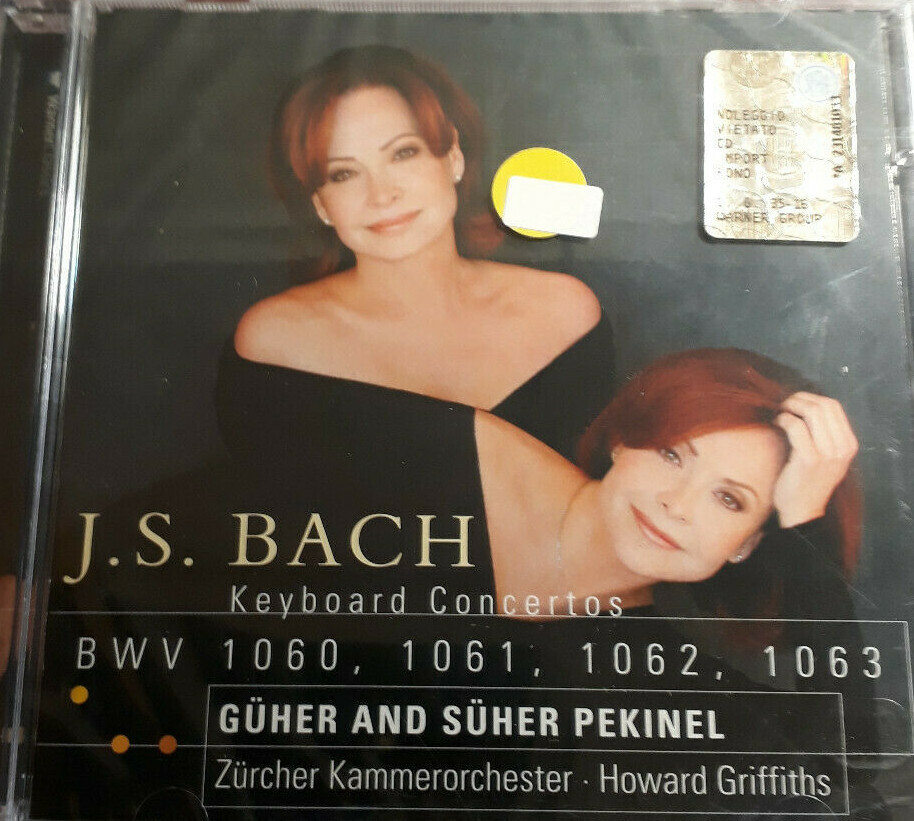 NOLEGGIO
VIETATO
CD
IMPORT
FONO
WARNER GROUP
J.S. BACH
Keyboard Concertos
BWV 1060, 1061, 1062, 1063
GÜHER AND SÜHER PEKINEL
Zürcher Kammerorchester · Howard Griffiths